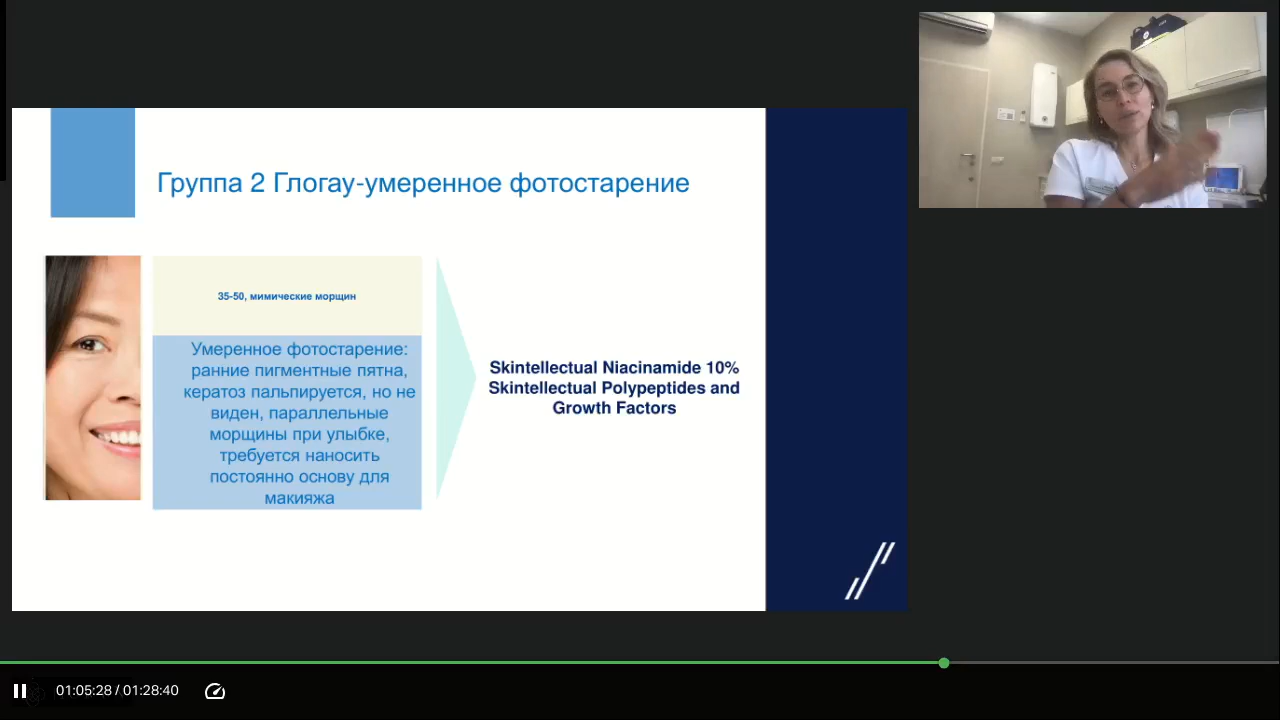 Группа 2 Глогау-умеренное фотостарение
35-50, мимические морщин
Умеренное фотостарение:
ранние пигментные пятна,
кератоз пальпируется, но не
виден, параллельные
морщины при улыбке,
требуется наносить
постоянно основу для
макияжа
Skintellectual Niacinamide 10%
Skintellectual Polypeptides and
Growth Factors
01:05:28 / 01:28:40